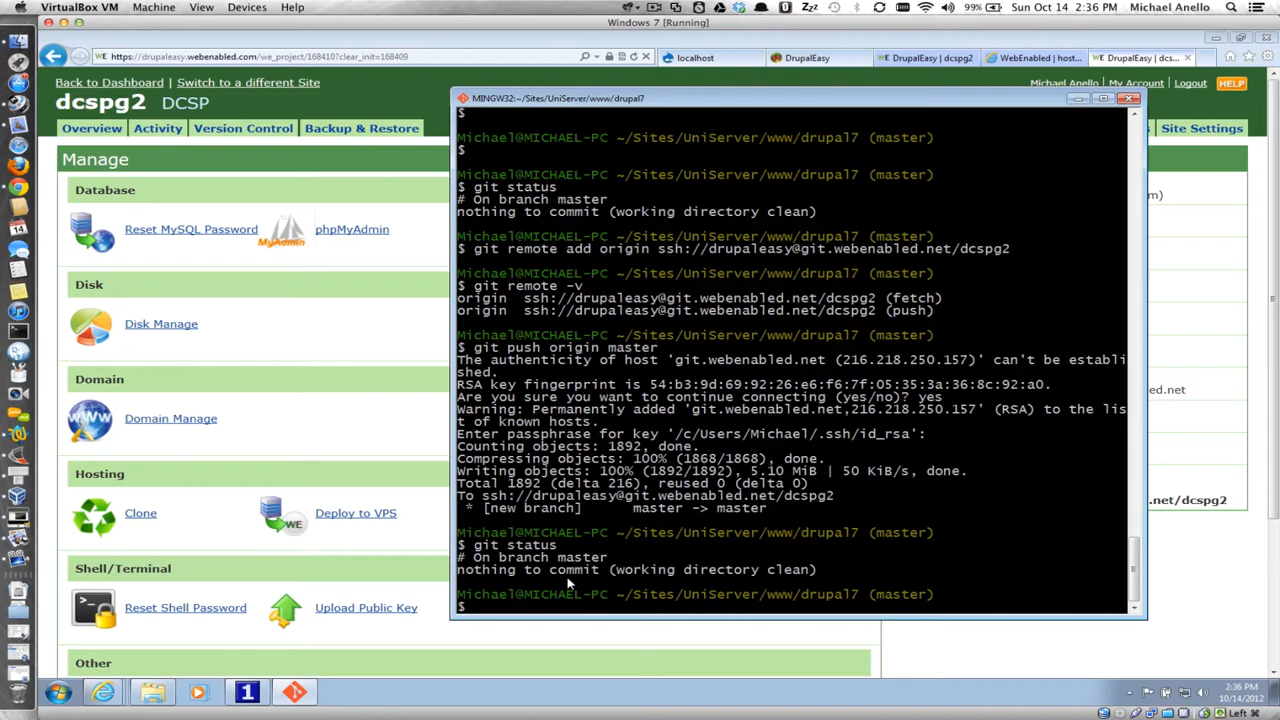 VirtualBox VM Machine View Devices Help
99% Sun Oct 14 2:36 PM Michael Anello
Windows 7 [Running]
https://drupaleasy.webenabled.com/we_project/168410?clear_init=168409
localhost
DrupalEasy
WE DrupalEasy | dcspg2
WebEnabled | host...
WE DrupalEasy | dcs...
Back to Dashboard | Switch to a different Site
Michael Anello | My Account | Logout HELP
dcspg2 DCSP
Overview Activity Version Control Backup & Restore
Site Settings
Manage
Database
Reset MySQL Password
MyAdmin
phpMyAdmin
Disk
Disk Manage
Domain
WWW
Domain Manage
Hosting
Clone
WE
Deploy to VPS
Shell/Terminal
Reset Shell Password
Upload Public Key
Other
MINGW32:~/Sites/UniServer/www/drupal7
$
Michael@MICHAEL-PC ~/Sites/UniServer/www/drupal7 (master)
$
Michael@MICHAEL-PC ~/Sites/UniServer/www/drupal7 (master)
$ git status
# On branch master
nothing to commit (working directory clean)
Michael@MICHAEL-PC ~/Sites/UniServer/www/drupal7 (master)
$ git remote add origin ssh://drupaleasy@git.webenabled.net/dcspg2
Michael@MICHAEL-PC ~/Sites/UniServer/www/drupal7 (master)
$ git remote -v
origin ssh://drupaleasy@git.webenabled.net/dcspg2 (fetch)
origin ssh://drupaleasy@git.webenabled.net/dcspg2 (push)
Michael@MICHAEL-PC ~/Sites/UniServer/www/drupal7 (master)
$ git push origin master
The authenticity of host 'git.webenabled.net (216.218.250.157)' can't be establi
shed.
RSA key fingerprint is 54:b3:9d:69:92:26:e6:f6:7f:05:35:3a:36:8c:92:a0.
Are you sure you want to continue connecting (yes/no)? yes
Warning: Permanently added 'git.webenabled.net,216.218.250.157' (RSA) to the lis
t of known hosts.
Enter passphrase for key '/c/Users/Michael/.ssh/id_rsa':
Counting objects: 1892, done.
Compressing objects: 100% (1868/1868), done.
Writing objects: 100% (1892/1892), 5.10 MiB | 50 KiB/s, done.
Total 1892 (delta 216), reused 0 (delta 0)
To ssh://drupaleasy@git.webenabled.net/dcspg2
* [new branch] master -> master
Michael@MICHAEL-PC ~/Sites/UniServer/www/drupal7 (master)
$ git status
# On branch master
nothing to commit (working directory clean)
Michael@MICHAEL-PC ~/Sites/UniServer/www/drupal7 (master)
$
m)
ed.net
.net/dcspg2
1
2:36 PM
10/14/2012
Left ⌘